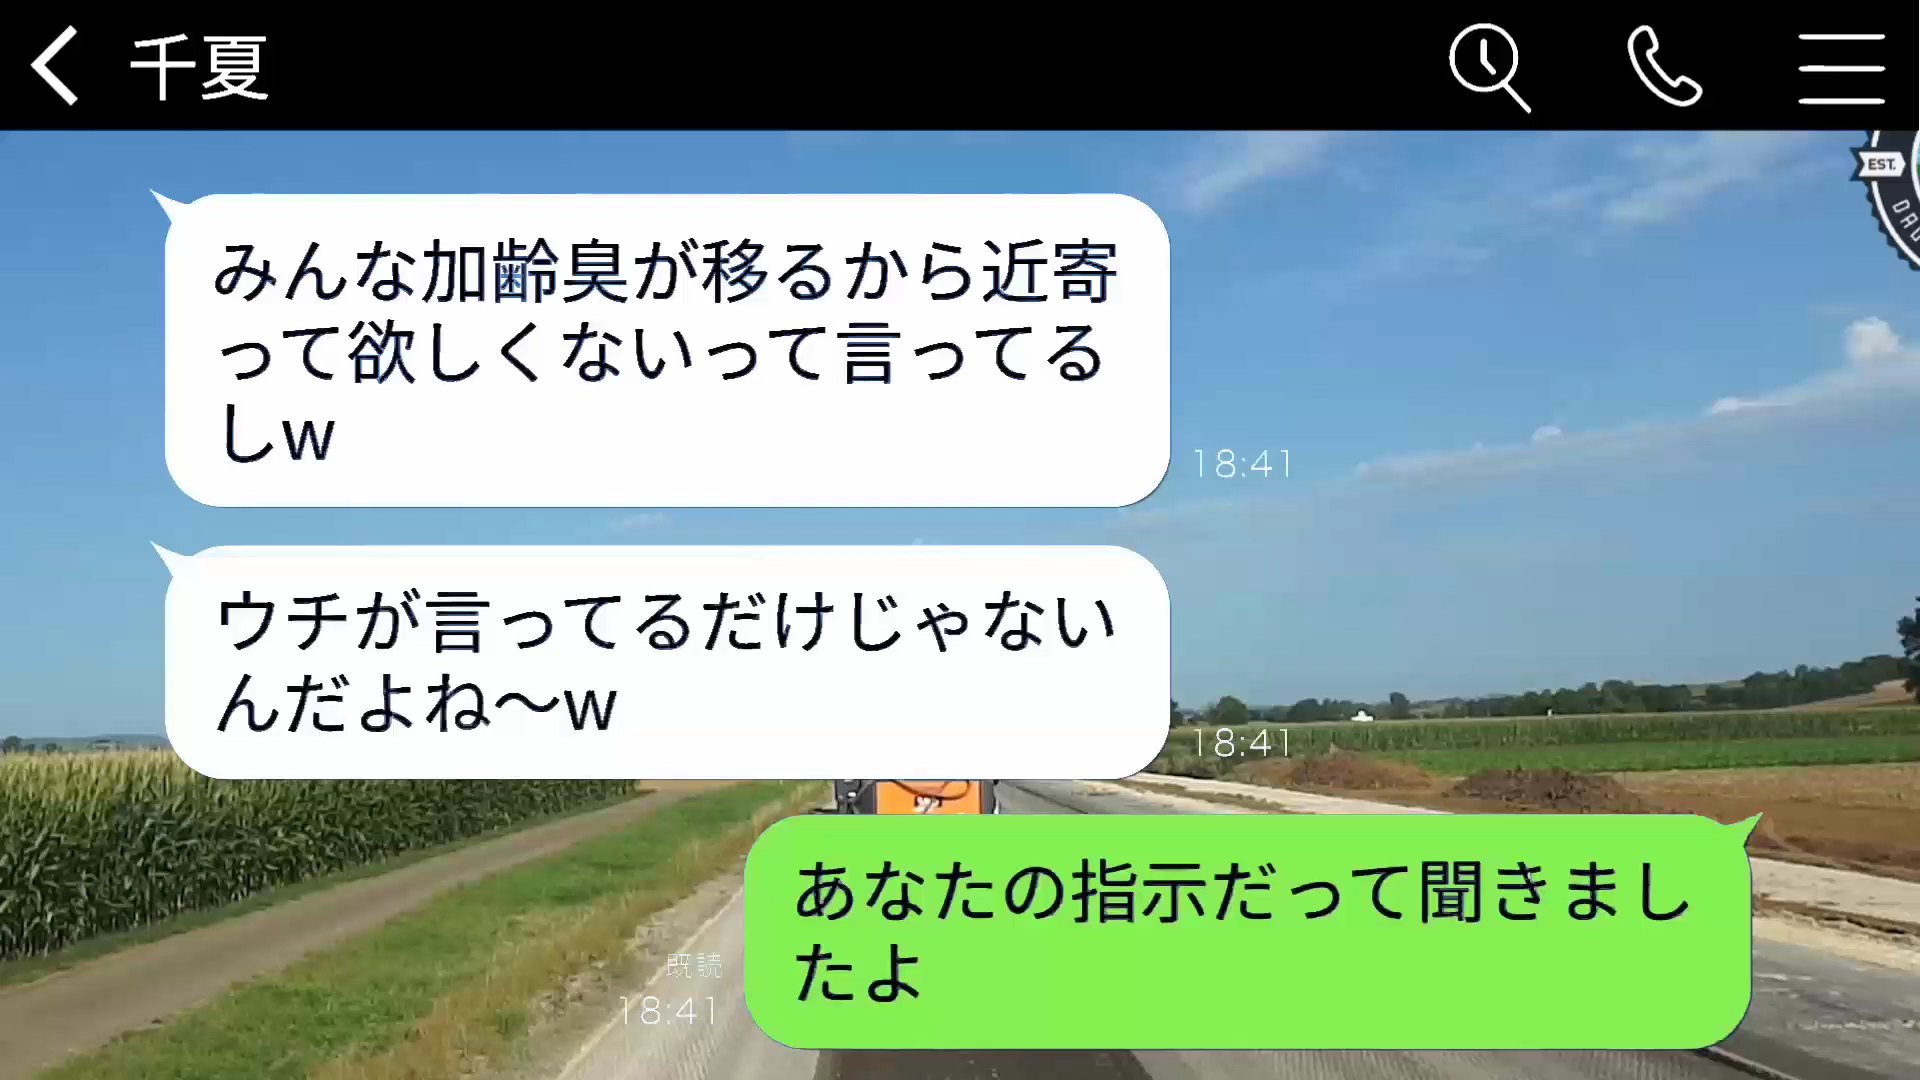 千夏
EST.
みんな加齢臭が移るから近寄
って欲しくないって言ってる
しw
18:41
ウチが言ってるだけじゃない
んだよね〜w
18:41
あなたの指示だって聞きまし
たよ
既読
18:41